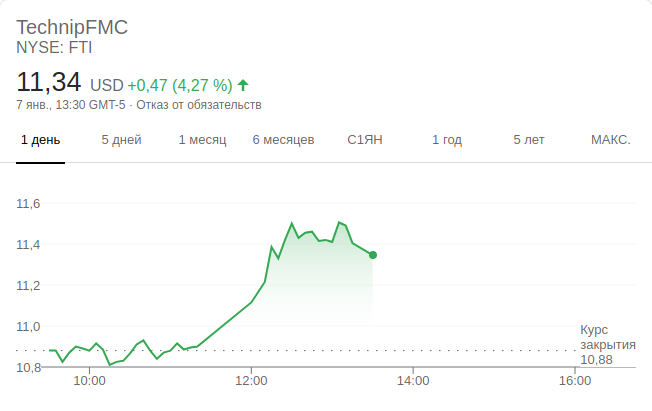 TechnipFMC
NYSE: FTI
11,34 USD +0,47 (4,27 %)
7 янв., 13:30 GMT-5 · Отказ от обязательств
1 день 5 дней 1 месяц 6 месяцев С1ЯН 1 год 5 лет МАКС.
11,6
11,4
11,2
11,0
Курс
закрытия
10,88
10,8
10:00 12:00 14:00 16:00